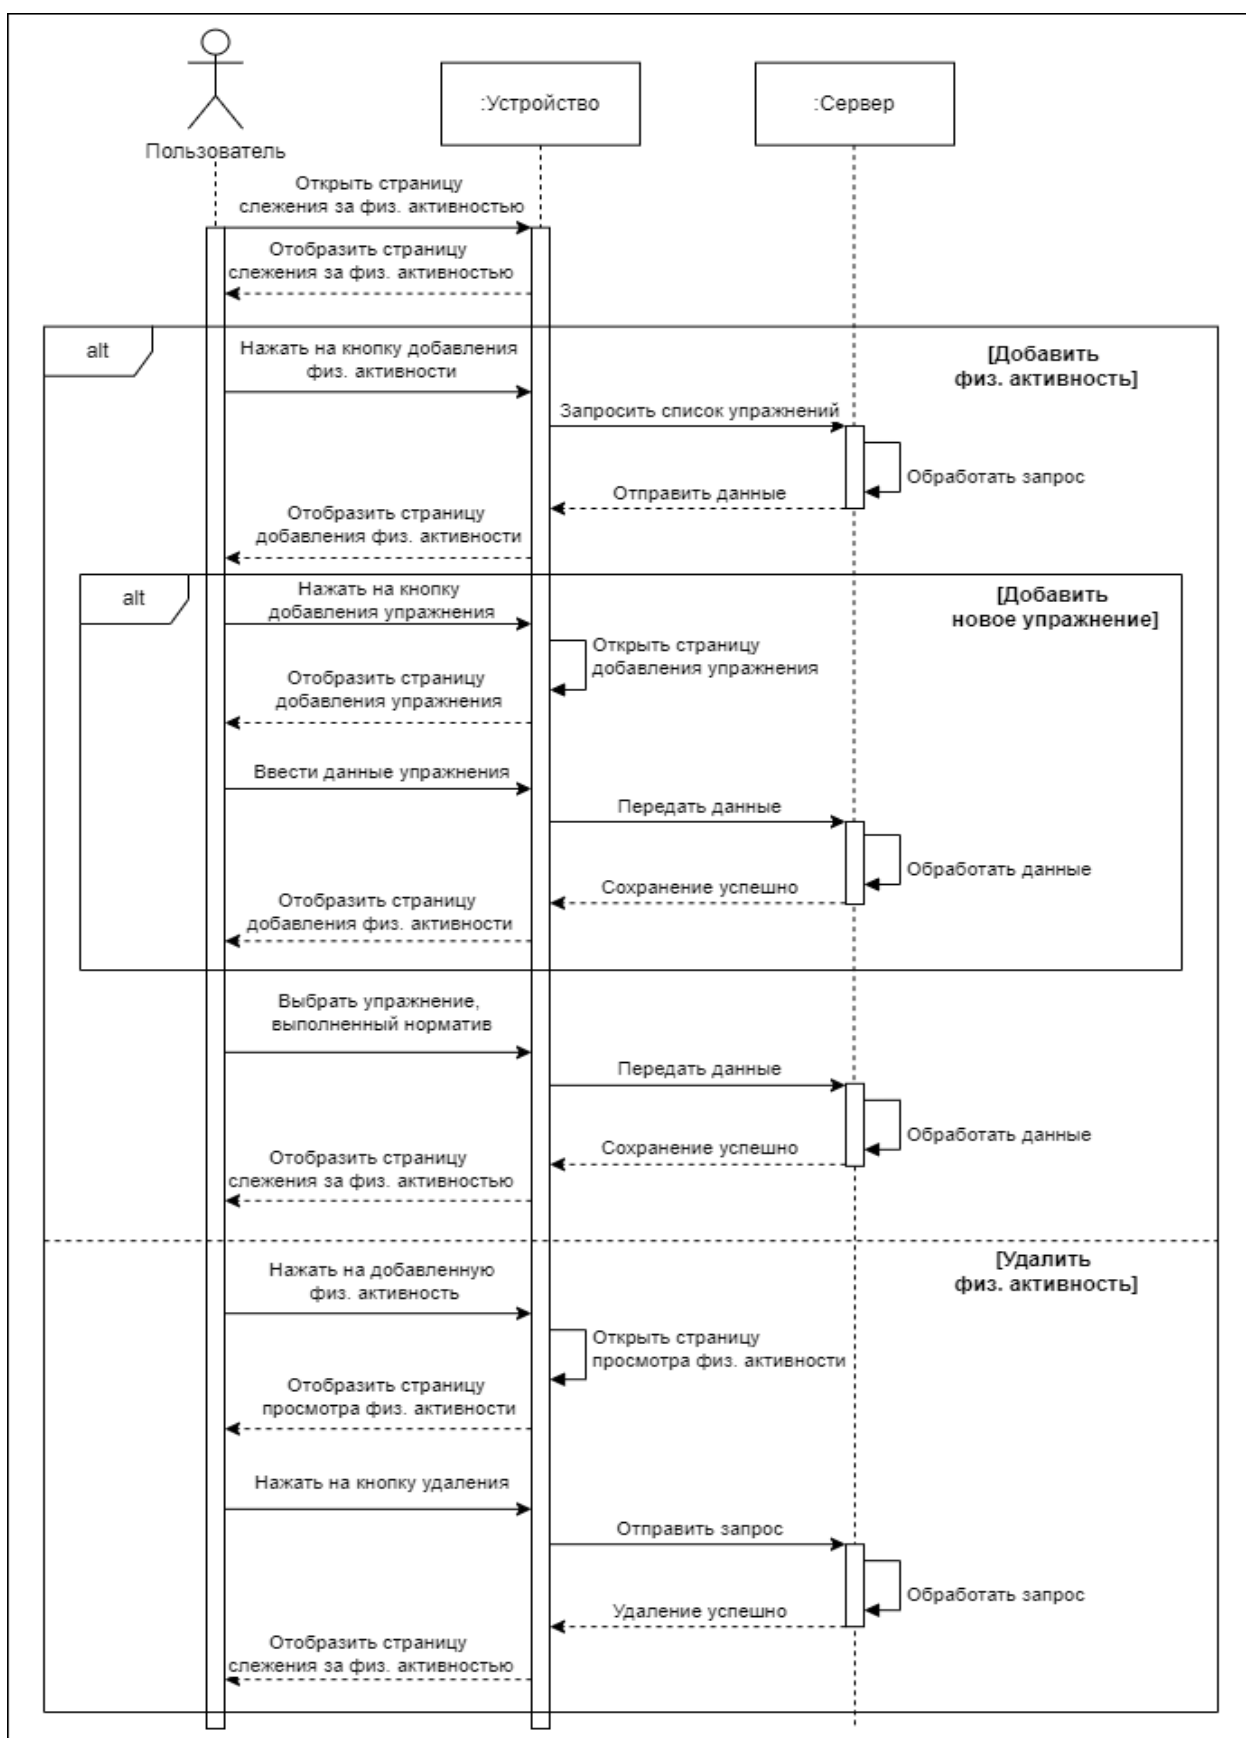 :Устройство
:Сервер
Пользователь
Открыть страницу
слежения за физ. активностью
Отобразить страницу
слежения за физ. активностью
alt
Нажать на кнопку добавления
физ. активности
[Добавить
физ. активность]
Запросить список упражнений
Обработать запрос
Отправить данные
Отобразить страницу
добавления физ. активности
alt
Нажать на кнопку
добавления упражнения
[Добавить
новое упражнение]
Открыть страницу
добавления упражнения
Отобразить страницу
добавления упражнения
Ввести данные упражнения
Передать данные
Обработать данные
Сохранение успешно
Отобразить страницу
добавления физ. активности
Выбрать упражнение,
выполненный норматив
Передать данные
Обработать данные
Сохранение успешно
Отобразить страницу
слежения за физ. активностью
[Удалить
физ. активность]
Нажать на добавленную
физ. активность
Открыть страницу
просмотра физ. активности
Отобразить страницу
просмотра физ. активности
Нажать на кнопку удаления
Отправить запрос
Обработать запрос
Удаление успешно
Отобразить страницу
слежения за физ. активностью